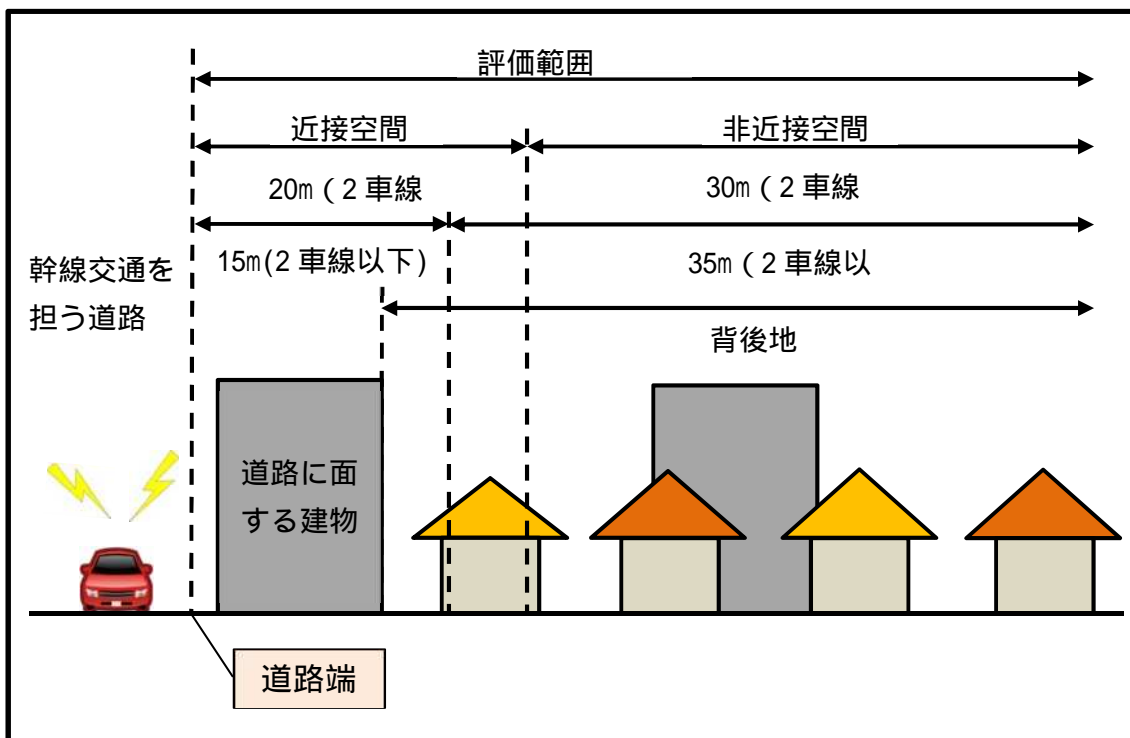 評価範囲
近接空間
非近接空間
20m（2車線
30m（2車線
幹線交通を
担う道路
15m(2車線以下)
35m（2車線以
背後地
道路に面
する建物
道路端